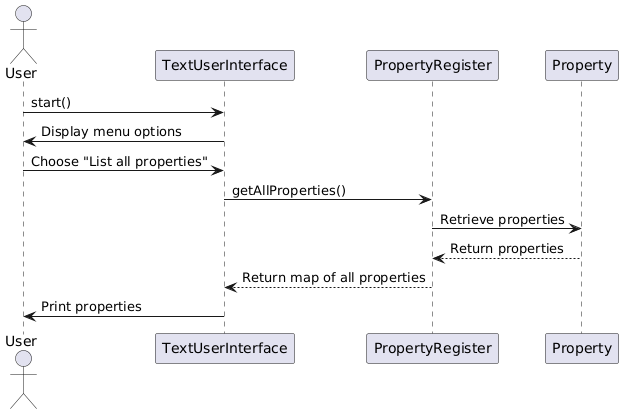 User
TextUserInterface
PropertyRegister
Property
start()
Display menu options
Choose "List all properties"
getAllProperties()
Retrieve properties
Return properties
Return map of all properties
Print properties
User
TextUserInterface
PropertyRegister
Property